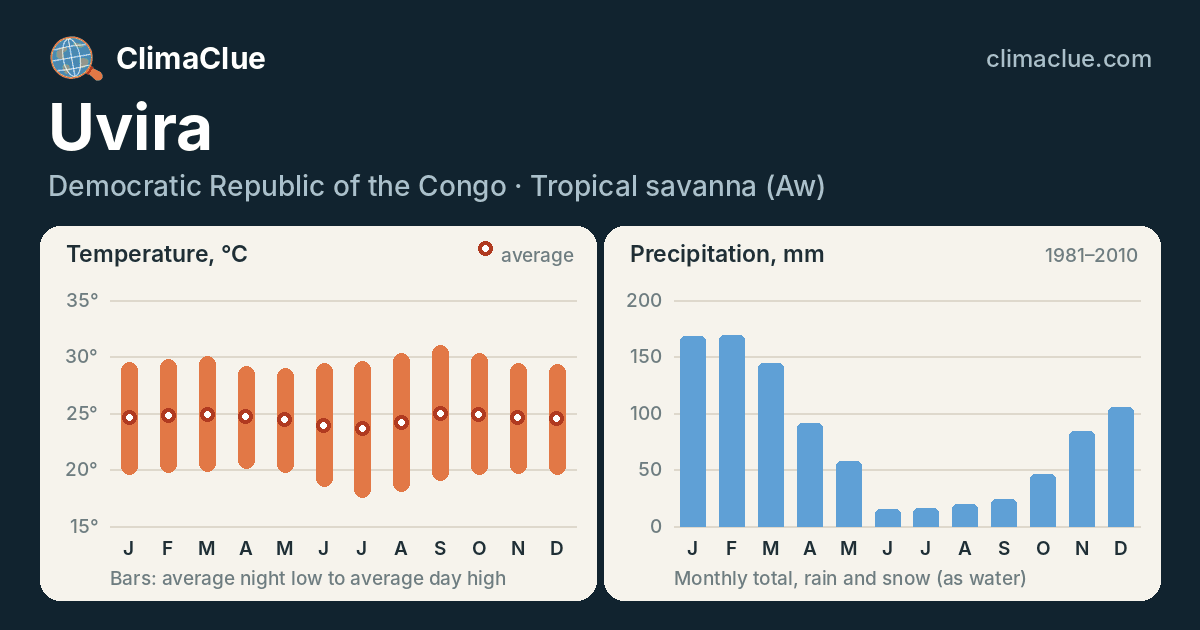 ClimaClue
climaclue.com
Uvira
Democratic Republic of the Congo · Tropical savanna (Aw)
Temperature, °C
average
35°
30°
25°
20°
15°
J F M A M J J A S O N D
Bars: average night low to average day high
Precipitation, mm
1981–2010
200
150
100
50
0
J F M A M J J A S O N D
Monthly total, rain and snow (as water)